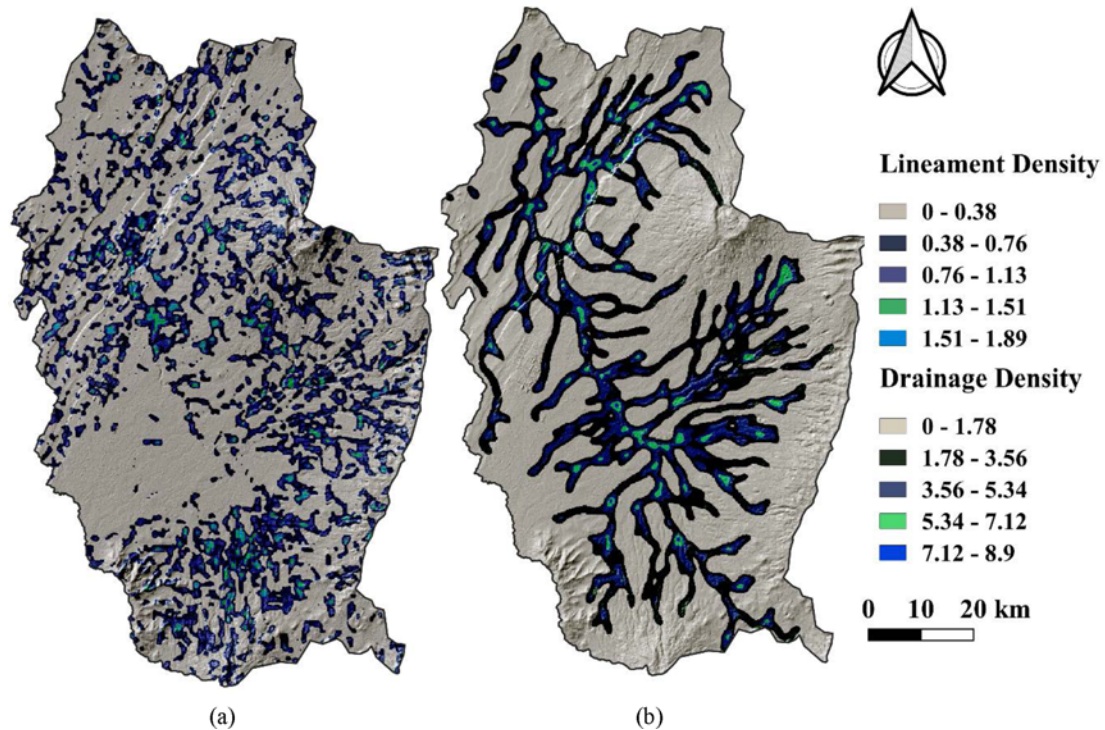 Lineament Density
0 - 0.38
0.38 - 0.76
0.76 - 1.13
1.13 - 1.51
1.51 - 1.89
Drainage Density
0 - 1.78
1.78 - 3.56
3.56 - 5.34
5.34 - 7.12
7.12 - 8.9
0 10 20 km
(a) (b)